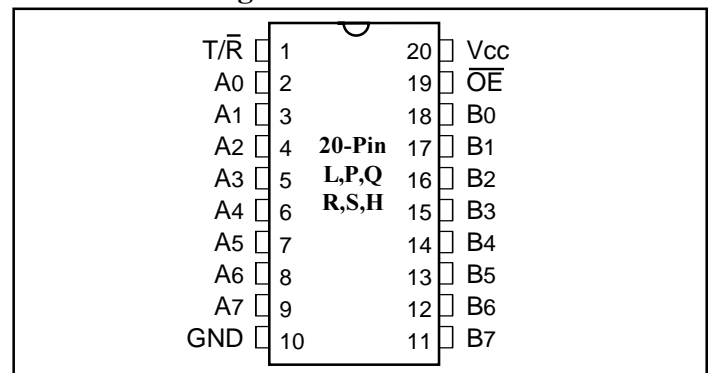 T/R̅ 1 20 Vcc
A0 2 19 O̅E̅
A1 3 18 B0
A2 4 20-Pin 17 B1
A3 5 L,P,Q 16 B2
A4 6 R,S,H 15 B3
A5 7 14 B4
A6 8 13 B5
A7 9 12 B6
GND 10 11 B7